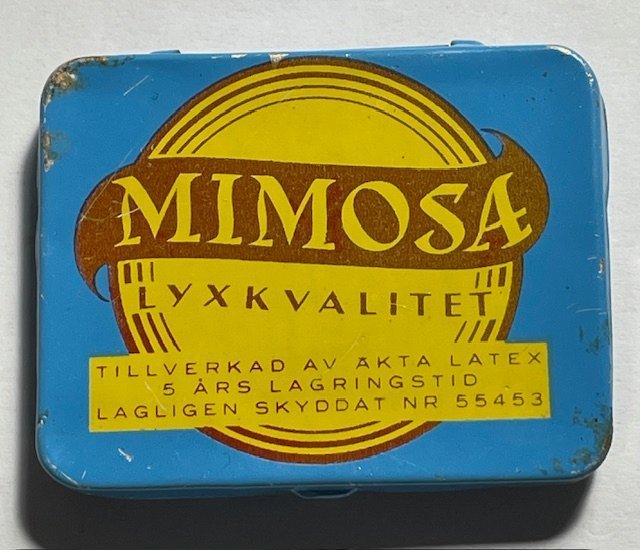 MIMOSA
LYXKVALITET
TILLVERKAD AV ÄKTA LATEX
5 ÅRS LAGRINGSTID
LAGLIGEN SKYDDAT NR 55453